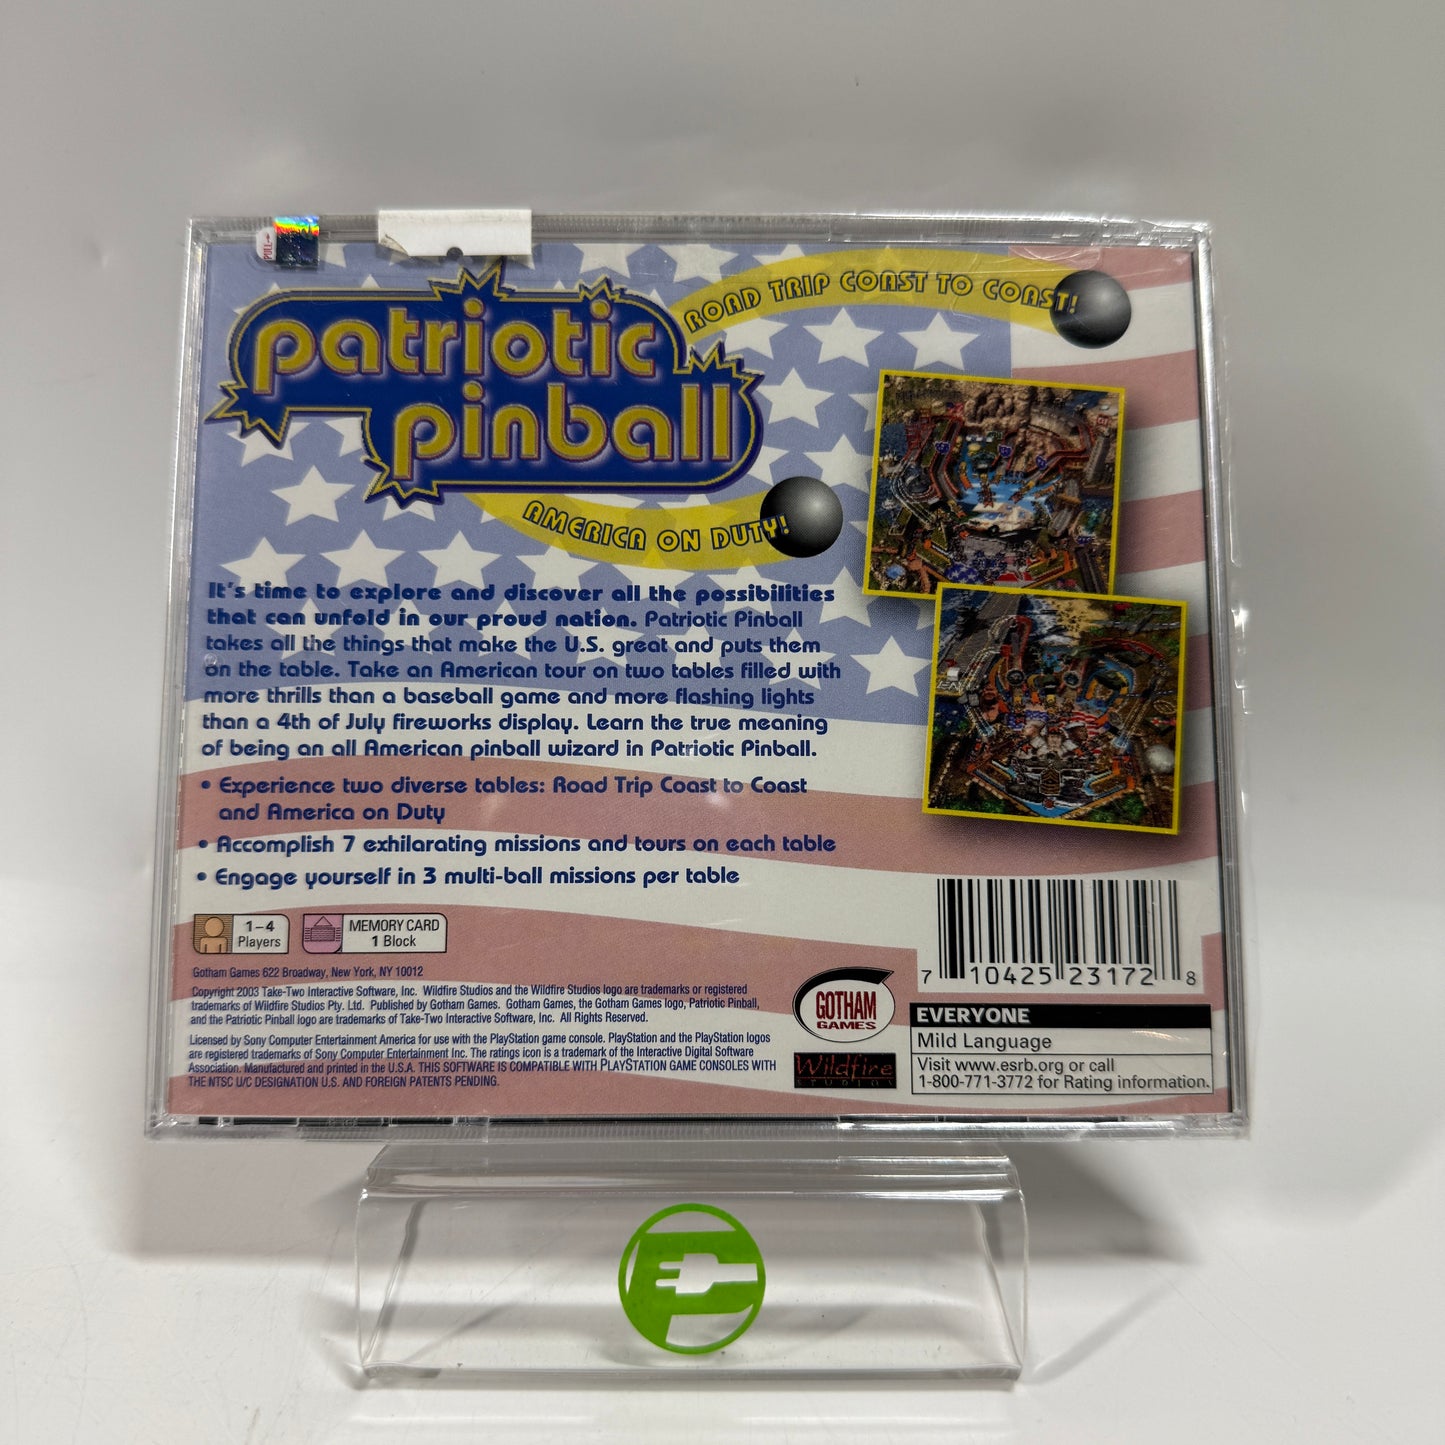 PULL
patriotic
pinball
ROAD TRIP COAST TO COAST!
AMERICA ON DUTY!
It's time to explore and discover all the possibilities
that can unfold in our proud nation. Patriotic Pinball
takes all the things that make the U.S. great and puts them
on the table. Take an American tour on two tables filled with
more thrills than a baseball game and more flashing lights
than a 4th of July fireworks display. Learn the true meaning
of being an all American pinball wizard in Patriotic Pinball.
• Experience two diverse tables: Road Trip Coast to Coast
and America on Duty
• Accomplish 7 exhilarating missions and tours on each table
• Engage yourself in 3 multi-ball missions per table
1–4
Players
MEMORY CARD
1 Block
Gotham Games 622 Broadway, New York, NY 10012
Copyright 2003 Take-Two Interactive Software, Inc. Wildfire Studios and the Wildfire Studios logo are trademarks or registered
trademarks of Wildfire Studios Pty. Ltd. Published by Gotham Games. Gotham Games, the Gotham Games logo, Patriotic Pinball,
and the Patriotic Pinball logo are trademarks of Take-Two Interactive Software, Inc. All Rights Reserved.
Licensed by Sony Computer Entertainment America for use with the PlayStation game console. PlayStation and the PlayStation logos
are registered trademarks of Sony Computer Entertainment Inc. The ratings icon is a trademark of the Interactive Digital Software
Association. Manufactured and printed in the U.S.A. THIS SOFTWARE IS COMPATIBLE WITH PLAYSTATION GAME CONSOLES WITH
THE NTSC U/C DESIGNATION U.S. AND FOREIGN PATENTS PENDING.
GOTHAM
GAMES
Wildfire
STUDIOS
7 10425 23172 8
EVERYONE
Mild Language
Visit www.esrb.org or call
1-800-771-3772 for Rating information.